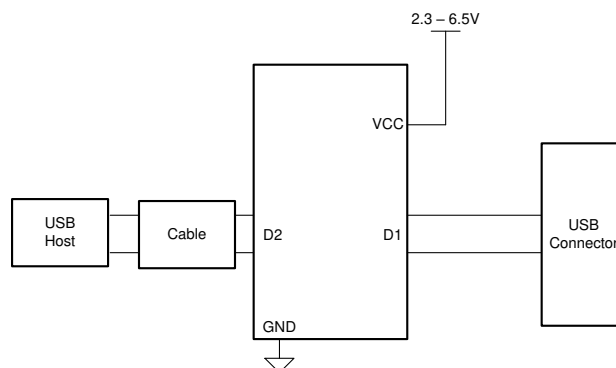 2.3 – 6.5V
VCC
USB
Host
Cable
D2
D1
USB
Connector
GND